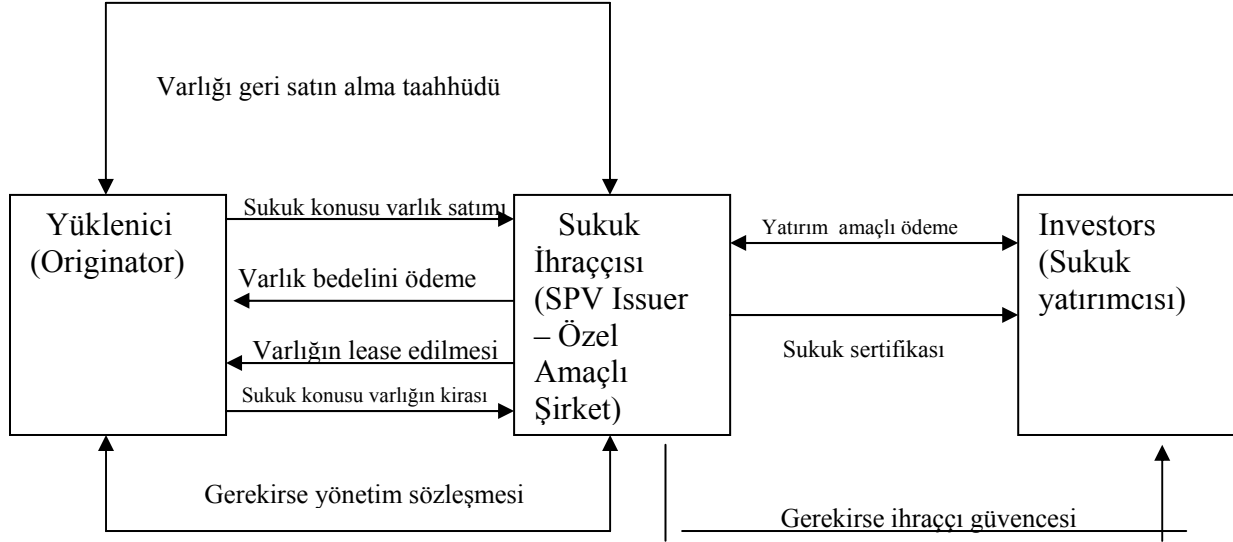 Varlığı geri satın alma taahhüdü
Yüklenici
(Originator)
Sukuk konusu varlık satımı
Varlık bedelini ödeme
Varlığın lease edilmesi
Sukuk konusu varlığın kirası
Sukuk
İhraççısı
(SPV Issuer
– Özel
Amaçlı
Şirket)
Yatırım amaçlı ödeme
Sukuk sertifikası
Investors
(Sukuk
yatırımcısı)
Gerekirse yönetim sözleşmesi
Gerekirse ihraççı güvencesi